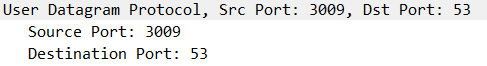 User Datagram Protocol, Src Port: 3009, Dst Port: 53
Source Port: 3009
Destination Port: 53